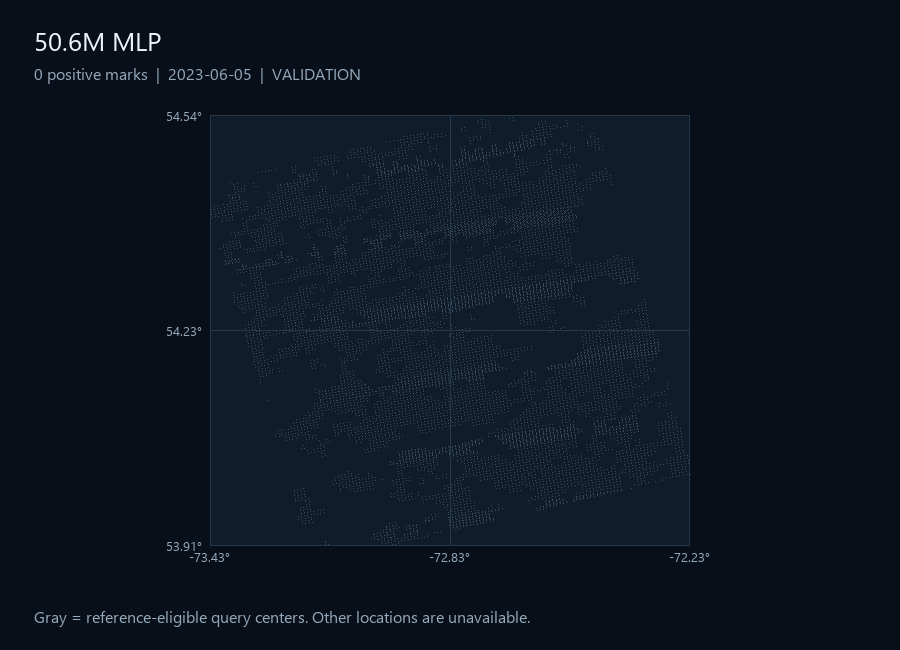 50.6M MLP
0 positive marks | 2023-06-05 | VALIDATION
54.54°
54.23°
53.91°
-73.43° -72.83° -72.23°
Gray = reference-eligible query centers. Other locations are unavailable.